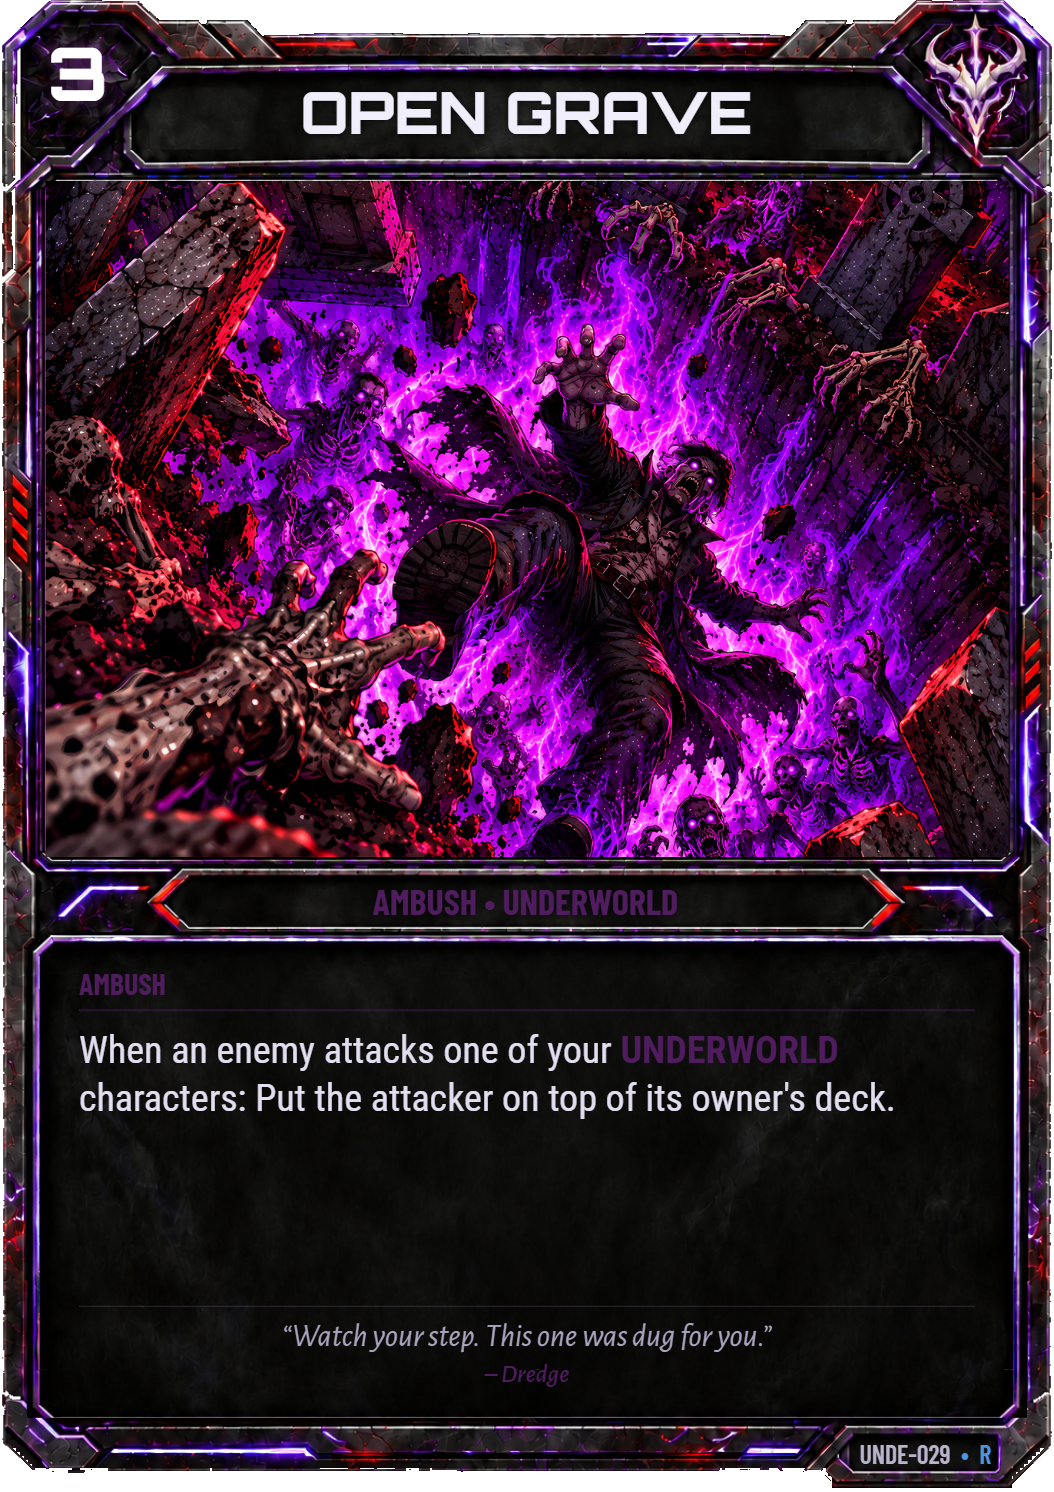 3
OPEN GRAVE
AMBUSH • UNDERWORLD
AMBUSH
When an enemy attacks one of your UNDERWORLD
characters: Put the attacker on top of its owner's deck.
“Watch your step. This one was dug for you.”
– Dredge
UNDE-029 • R